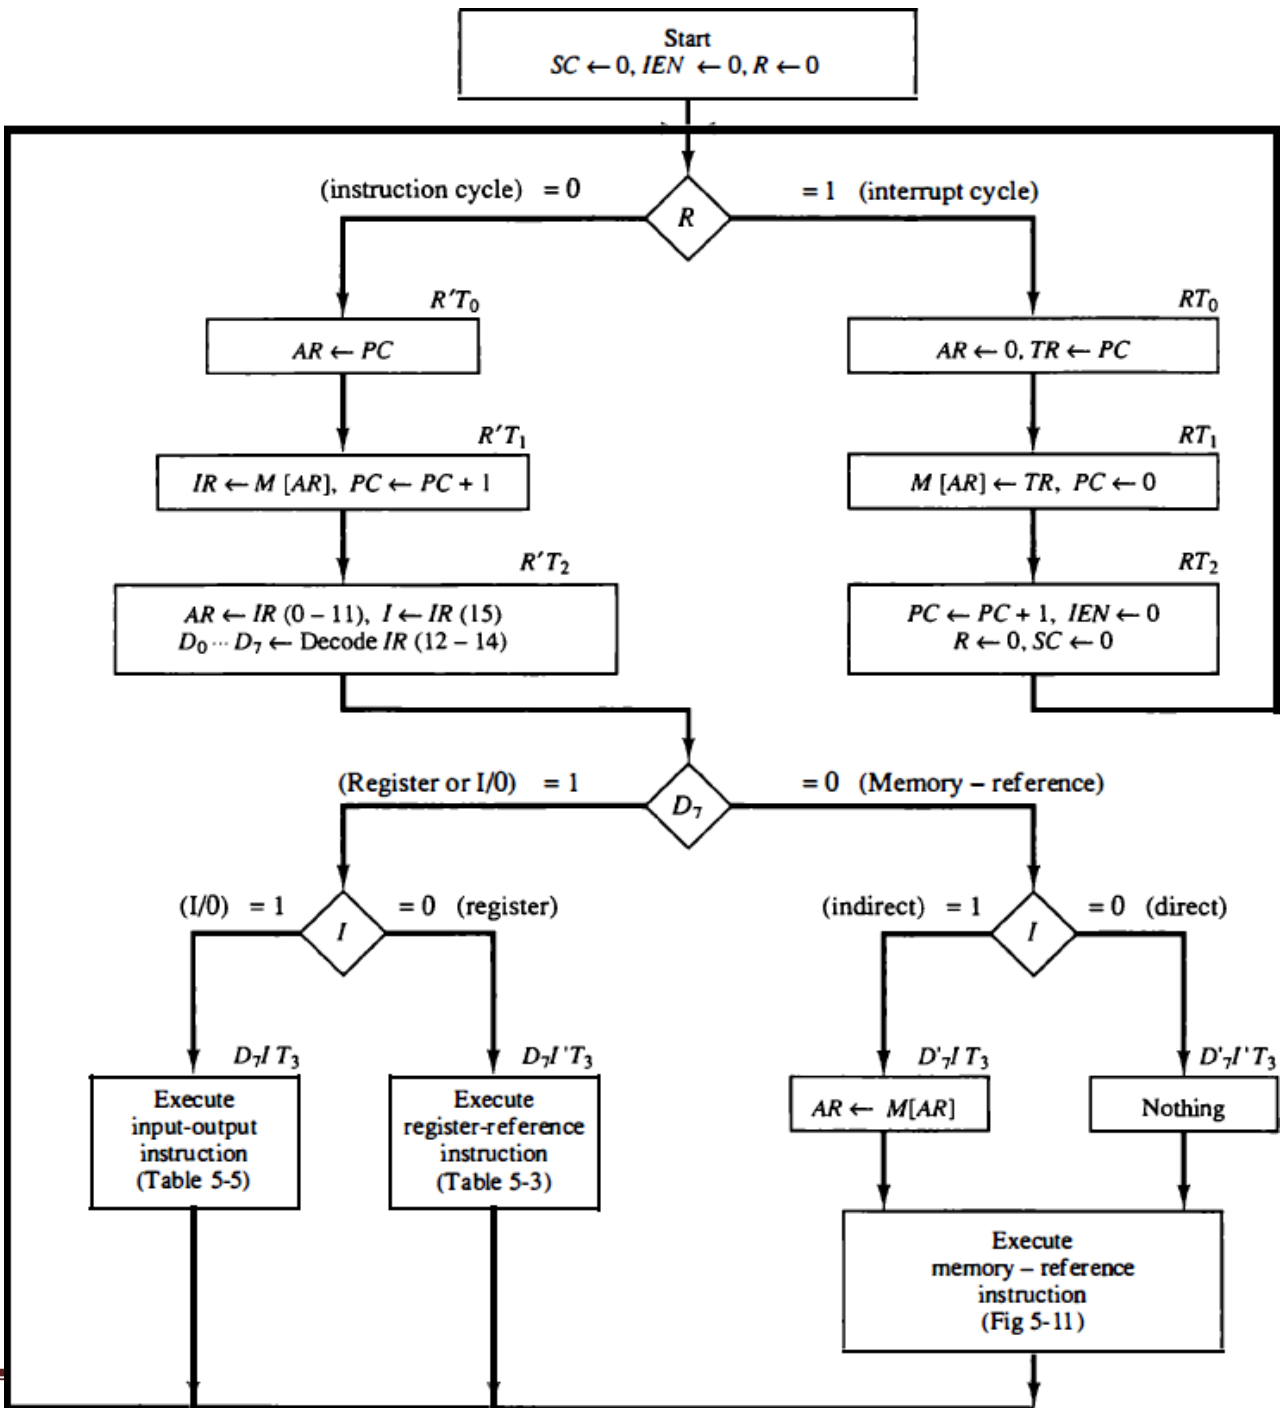 Start
SC ← 0, IEN ← 0, R ← 0
(instruction cycle) = 0
= 1 (interrupt cycle)
R
R′T₀
RT₀
AR ← PC
AR ← 0, TR ← PC
R′T₁
RT₁
IR ← M [AR], PC ← PC + 1
M [AR] ← TR, PC ← 0
R′T₂
RT₂
AR ← IR (0 – 11), I ← IR (15)
D₀ ··· D₇ ← Decode IR (12 – 14)
PC ← PC + 1, IEN ← 0
R ← 0, SC ← 0
(Register or I/0) = 1
= 0 (Memory – reference)
D₇
(I/0) = 1
= 0 (register)
I
(indirect) = 1
= 0 (direct)
I
D₇I T₃
D₇I'T₃
D'₇I T₃
D'₇I'T₃
Execute
input-output
instruction
(Table 5-5)
Execute
register-reference
instruction
(Table 5-3)
AR ← M[AR]
Nothing
Execute
memory – reference
instruction
(Fig 5-11)